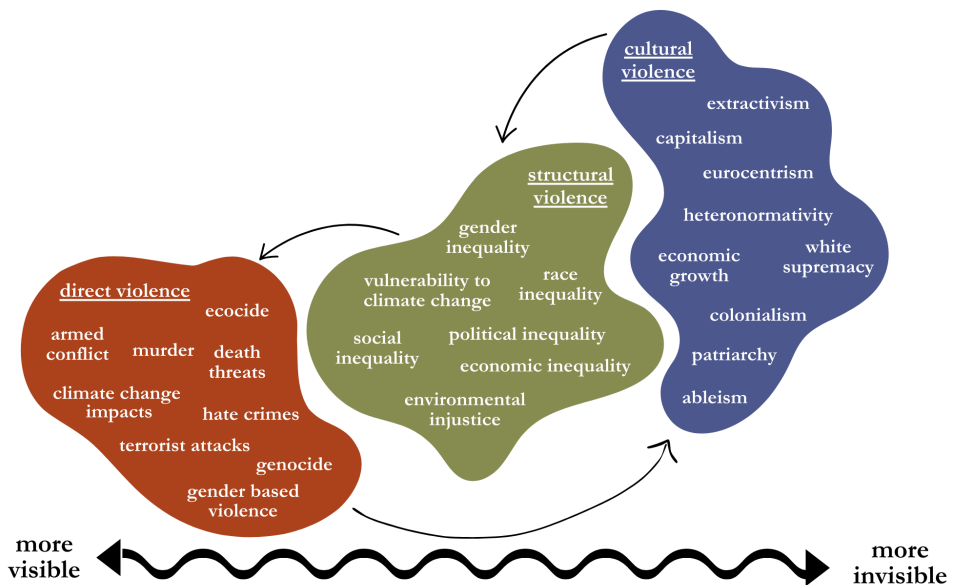 direct violence
ecocide
armed
conflict
murder
death
threats
climate change
impacts
hate crimes
terrorist attacks
genocide
gender based
violence
structural
violence
gender
inequality
vulnerability to
climate change
race
inequality
social
inequality
political inequality
economic inequality
environmental
injustice
cultural
violence
extractivism
capitalism
eurocentrism
heteronormativity
economic
growth
white
supremacy
colonialism
patriarchy
ableism
more
visible
more
invisible